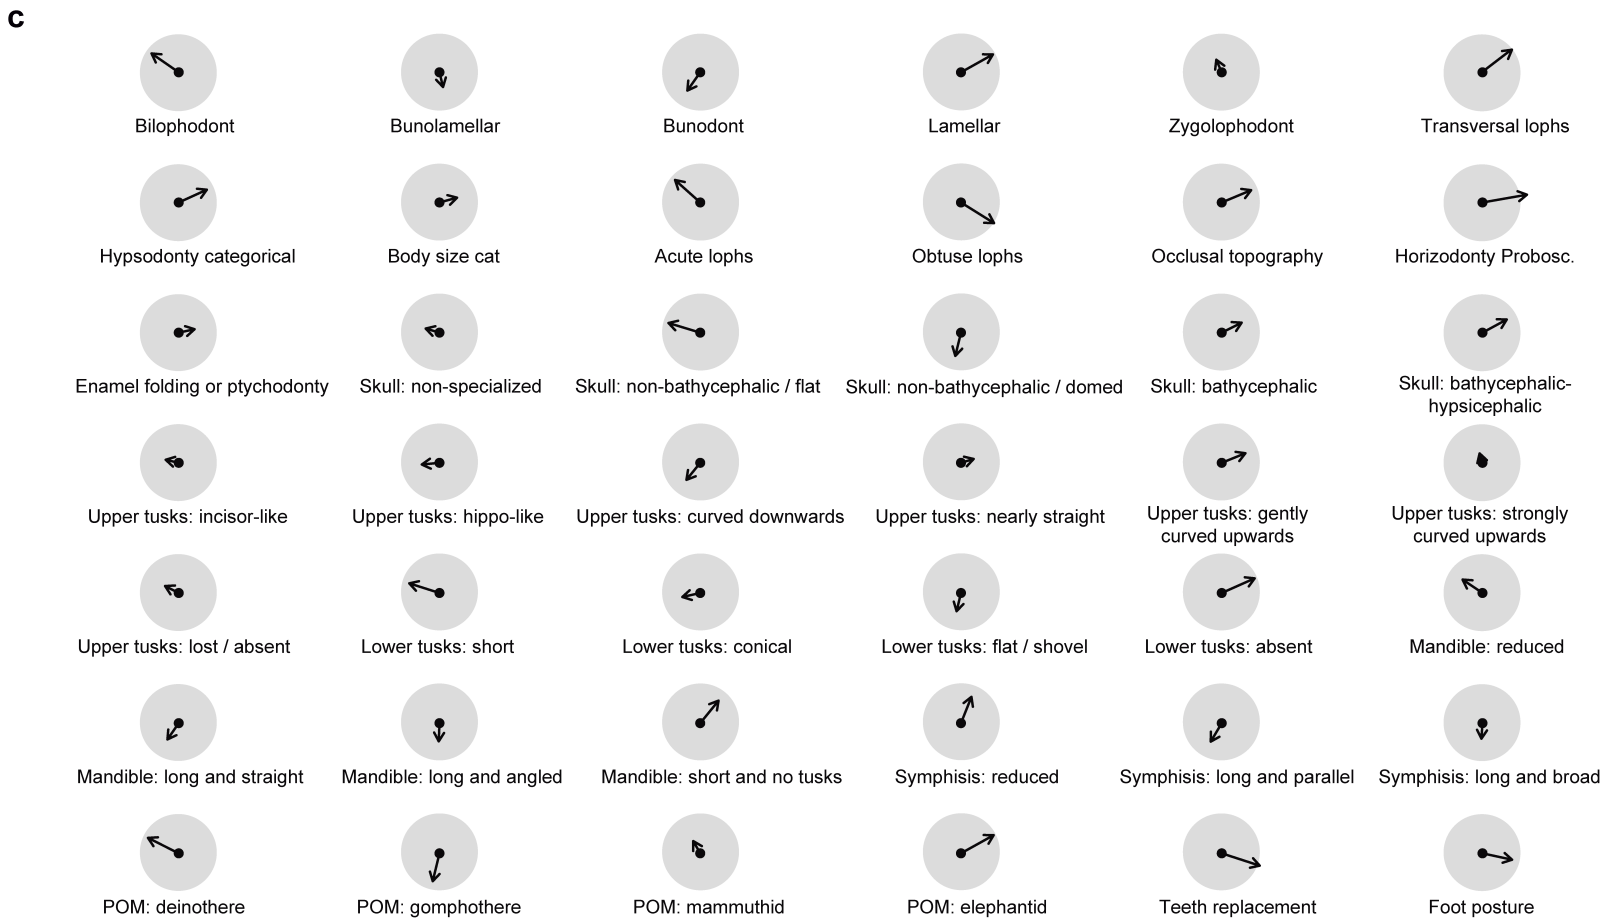 c
Bilophodont
Bunolamellar
Bunodont
Lamellar
Zygolophodont
Transversal lophs
Hypsodonty categorical
Body size cat
Acute lophs
Obtuse lophs
Occlusal topography
Horizodonty Probosc.
Enamel folding or ptychodonty
Skull: non-specialized
Skull: non-bathycephalic / flat
Skull: non-bathycephalic / domed
Skull: bathycephalic
Skull: bathycephalic-
hypsicephalic
Upper tusks: incisor-like
Upper tusks: hippo-like
Upper tusks: curved downwards
Upper tusks: nearly straight
Upper tusks: gently
curved upwards
Upper tusks: strongly
curved upwards
Upper tusks: lost / absent
Lower tusks: short
Lower tusks: conical
Lower tusks: flat / shovel
Lower tusks: absent
Mandible: reduced
Mandible: long and straight
Mandible: long and angled
Mandible: short and no tusks
Symphisis: reduced
Symphisis: long and parallel
Symphisis: long and broad
POM: deinothere
POM: gomphothere
POM: mammuthid
POM: elephantid
Teeth replacement
Foot posture